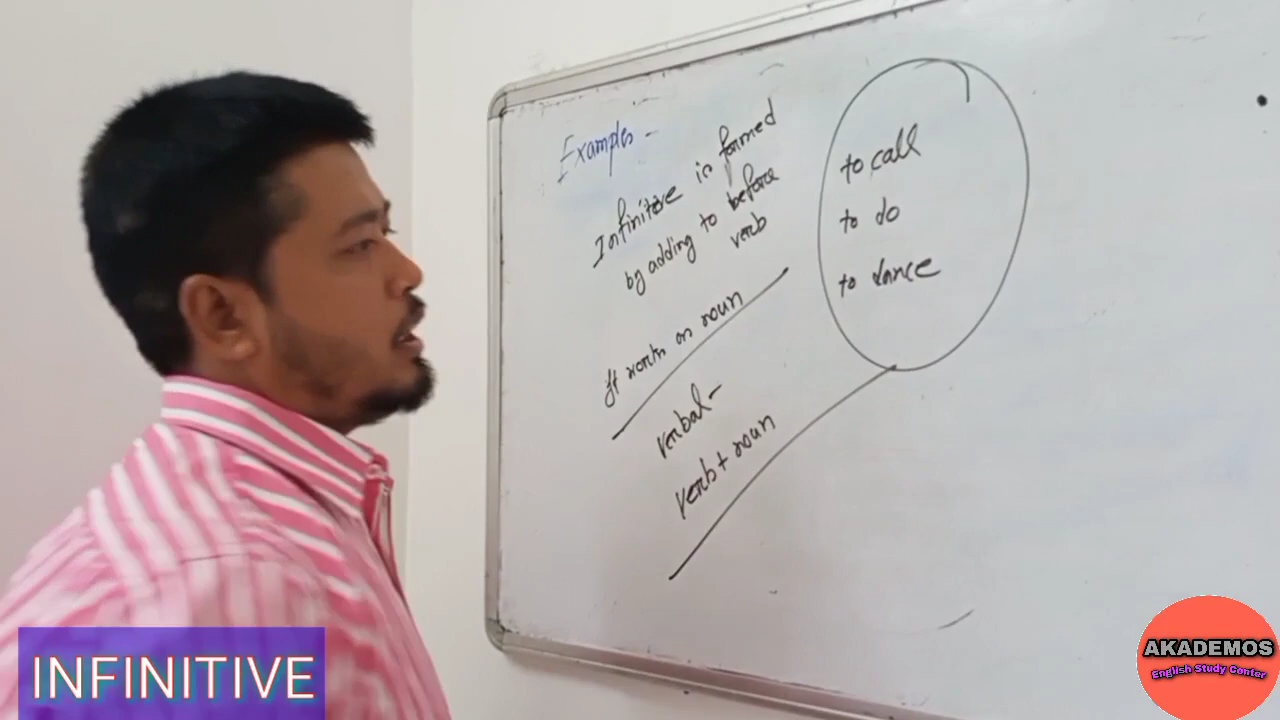 Examples -
Infinitive is formed
by adding to before
verb
It works as noun
verbal -
verb + noun
to call
to do
to dance
INFINITIVE
AKADEMOS
English Study Center